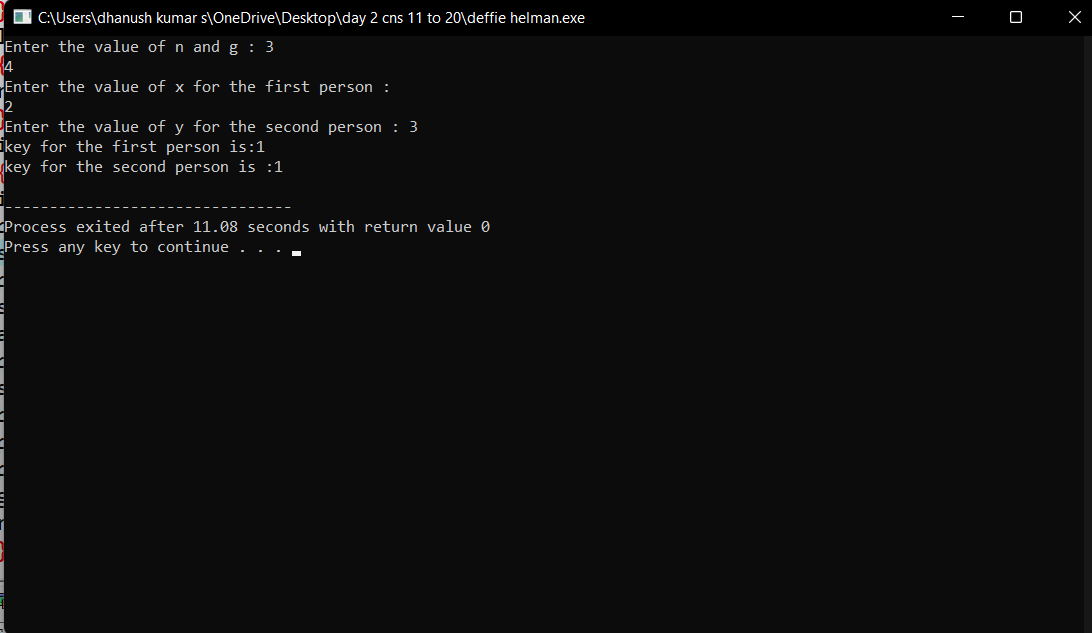 C:\Users\dhanush kumar s\OneDrive\Desktop\day 2 cns 11 to 20\deffie helman.exe
Enter the value of n and g : 3
4
Enter the value of x for the first person :
2
Enter the value of y for the second person : 3
key for the first person is:1
key for the second person is :1
--------------------------------
Process exited after 11.08 seconds with return value 0
Press any key to continue . . .